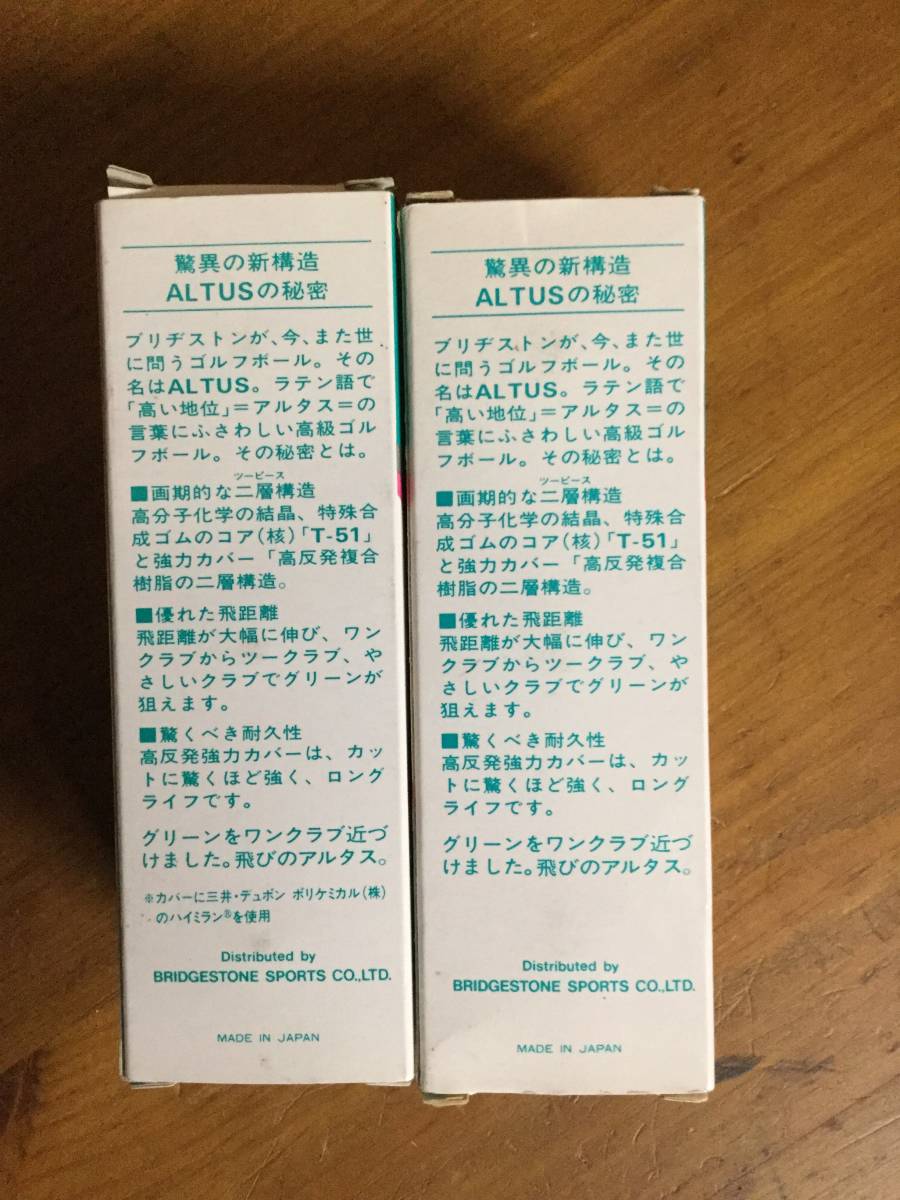 驚異の新構造
ALTUSの秘密
ブリヂストンが、今、また世
に問うゴルフボール。その
名はALTUS。ラテン語で
「高い地位」＝アルタス＝の
言葉にふさわしい高級ゴル
フボール。その秘密とは。
ツーピース
■画期的な二層構造
高分子化学の結晶、特殊合
成ゴムのコア(核)「T-51」
と強力カバー「高反発複合
樹脂の二層構造。
■優れた飛距離
飛距離が大幅に伸び、ワン
クラブからツークラブ、や
さしいクラブでグリーンが
狙えます。
■驚くべき耐久性
高反発強力カバーは、カッ
トに驚くほど強く、ロング
ライフです。
グリーンをワンクラブ近づ
けました。飛びのアルタス。
※カバーに三井・デュポン ポリケミカル(株)
のハイミラン®を使用
Distributed by
BRIDGESTONE SPORTS CO.,LTD.
MADE IN JAPAN
驚異の新構造
ALTUSの秘密
ブリヂストンが、今、また世
に問うゴルフボール。その
名はALTUS。ラテン語で
「高い地位」＝アルタス＝の
言葉にふさわしい高級ゴル
フボール。その秘密とは。
ツーピース
■画期的な二層構造
高分子化学の結晶、特殊合
成ゴムのコア(核)「T-51」
と強力カバー「高反発複合
樹脂の二層構造。
■優れた飛距離
飛距離が大幅に伸び、ワン
クラブからツークラブ、や
さしいクラブでグリーンが
狙えます。
■驚くべき耐久性
高反発強力カバーは、カッ
トに驚くほど強く、ロング
ライフです。
グリーンをワンクラブ近づ
けました。飛びのアルタス。
Distributed by
BRIDGESTONE SPORTS CO.,LTD.
MADE IN JAPAN